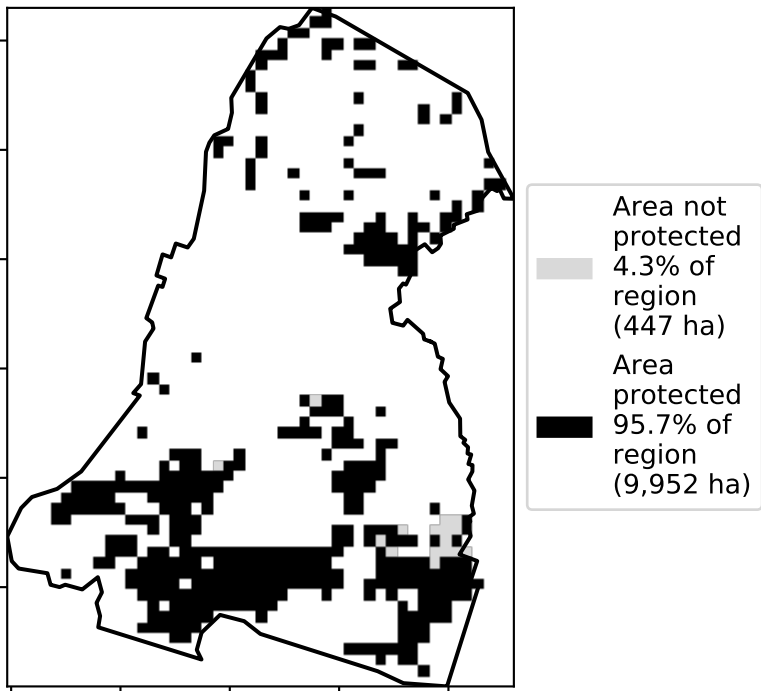 Area not
protected
4.3% of
region
(447 ha)
Area
protected
95.7% of
region
(9,952 ha)